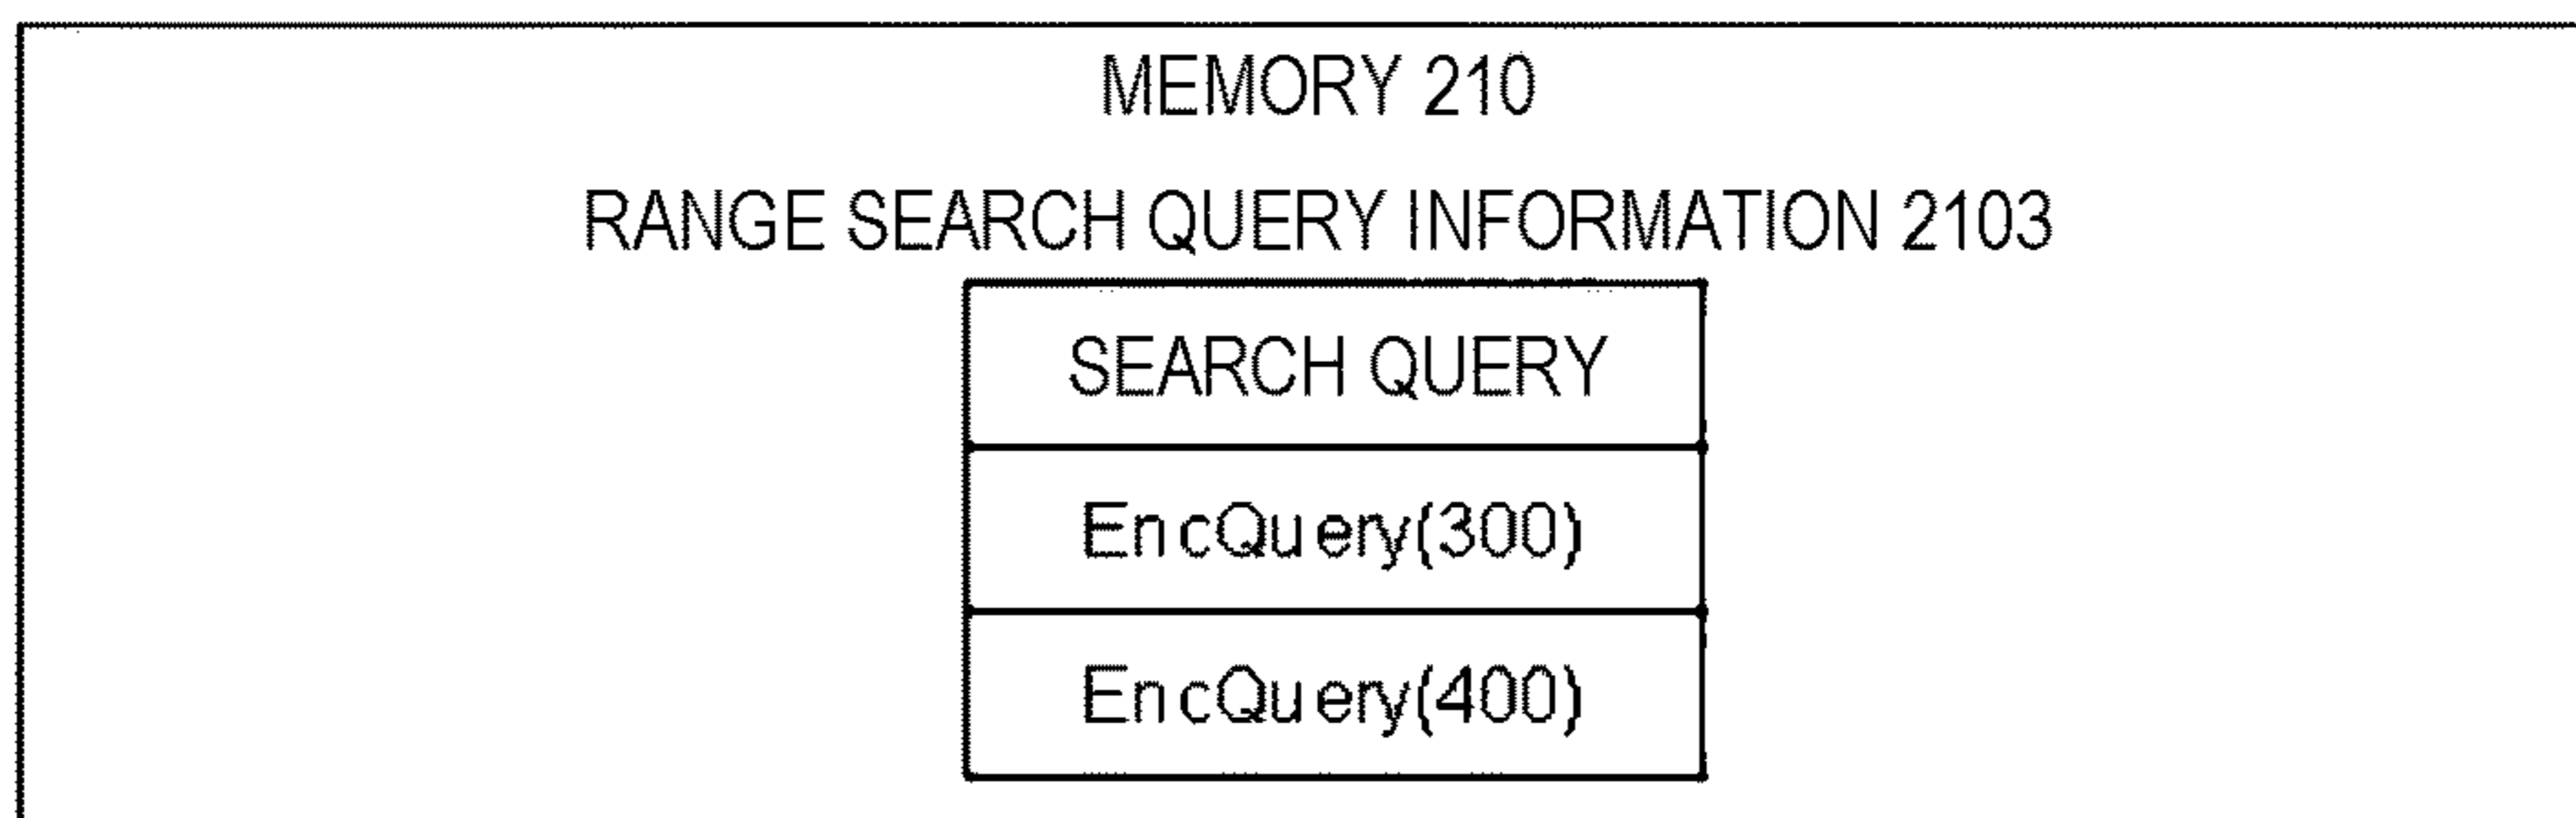 MEMORY 210
RANGE SEARCH QUERY INFORMATION 2103
SEARCH QUERY
EncQuery(300)
EncQuery(400)